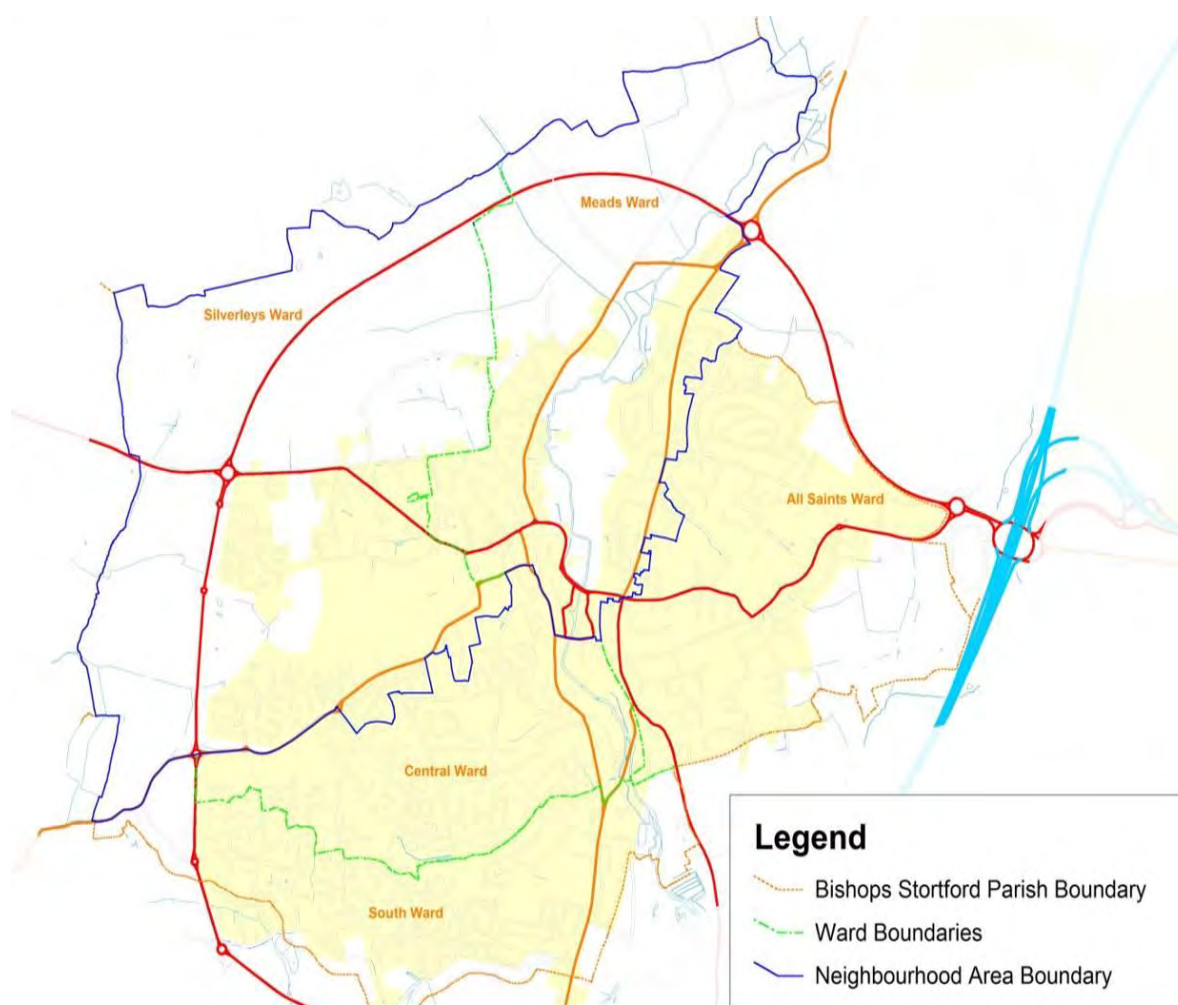 Meads Ward
Silverleys Ward
All Saints Ward
Central Ward
South Ward
Legend
Bishops Stortford Parish Boundary
Ward Boundaries
Neighbourhood Area Boundary